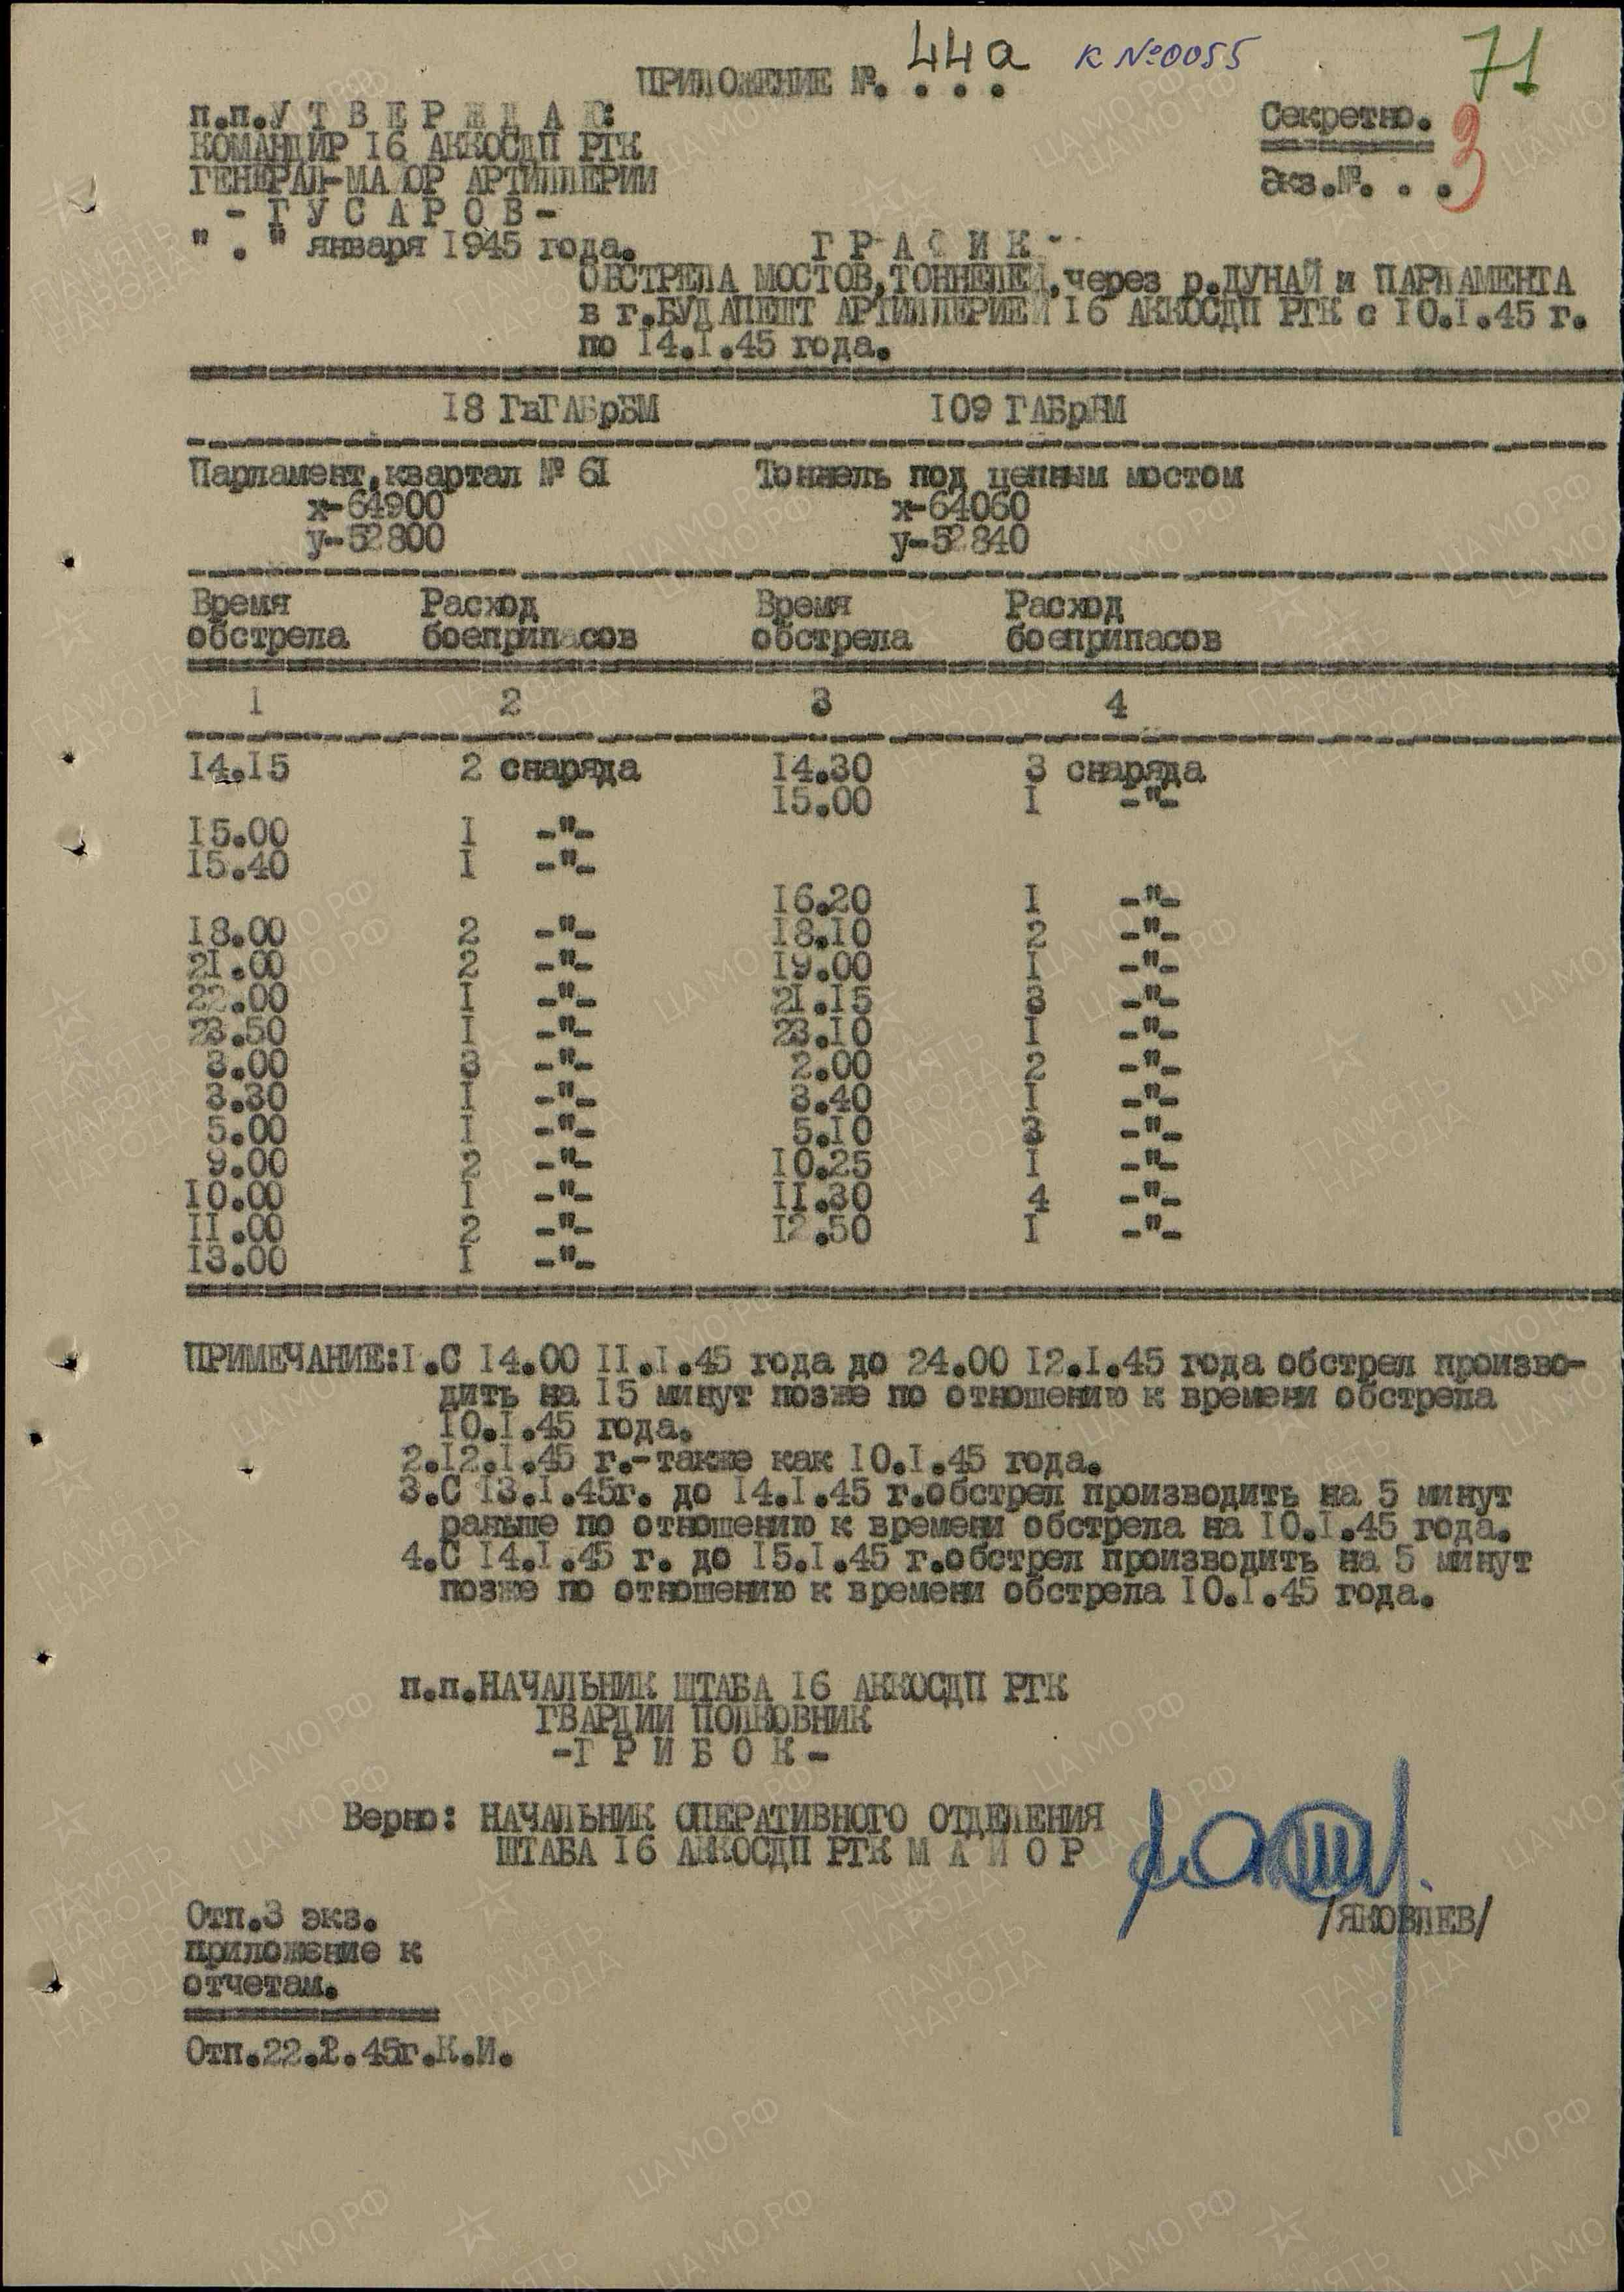 ПРИЛОЖЕНИЕ №. . . . 44а к №0055
71
п.п.У Т В Е Р Ж Д А Ю:
Секретно.
КОМАНДИР 16 АККОСДП РГК
ГЕНЕРАЛ-МАЙОР АРТИЛЛЕРИИ
экз.№. . . 3
- Г У С А Р О В -
" . " января 1945 года.
Г Р А Ф И К -
ОБСТРЕЛА МОСТОВ,ТОННЕЛЕЙ,через р.ДУНАЙ и ПАРЛАМЕНТА
в г.БУДАПЕШТ АРТИЛЛЕРИЕЙ 16 АККОСДП РГК с 10.1.45 г.
по 14.1.45 года.
18 ГвГАБрБМ 109 ГАБрБМ
Парламент,квартал № 61 Тоннель под цепным мостом
х-64900 х-64060
у-52800 у-52840
Время Расход Время Расход
обстрела боеприпасов обстрела боеприпасов
1 2 3 4
14.15 2 снаряда 14.30 3 снаряда
15.00 1 -"-
15.00 1 -"-
15.40 1 -"-
16.20 1 -"-
18.00 2 -"- 18.10 2 -"-
21.00 2 -"- 19.00 1 -"-
22.00 1 -"- 21.15 3 -"-
23.50 1 -"- 23.10 1 -"-
3.00 3 -"- 2.00 2 -"-
3.30 1 -"- 3.40 1 -"-
5.00 1 -"- 5.10 3 -"-
9.00 2 -"- 10.25 1 -"-
10.00 1 -"- 11.30 4 -"-
11.00 2 -"- 12.50 1 -"-
13.00 1 -"-
ПРИМЕЧАНИЕ:1.С 14.00 11.1.45 года до 24.00 12.1.45 года обстрел произво-
дить на 15 минут позже по отношению к времени обстрела
10.1.45 года.
2.12.1.45 г.-также как 10.1.45 года.
3.С 13.1.45г. до 14.1.45 г.обстрел производить на 5 минут
раньше по отношению к времени обстрела на 10.1.45 года.
4.С 14.1.45 г. до 15.1.45 г.обстрел производить на 5 минут
позже по отношению к времени обстрела 10.1.45 года.
п.п.НАЧАЛЬНИК ШТАБА 16 АККОСДП РГК
ГВАРДИИ ПОЛКОВНИК
-Г Р И Б О К -
Верно: НАЧАЛЬНИК ОПЕРАТИВНОГО ОТДЕЛЕНИЯ
ШТАБА 16 АККОСДП РГК М А Й О Р
/ЯКОВЛЕВ/
Отп.3 экз.
приложение к
отчетам.
Отп.22.2.45г.К.И.